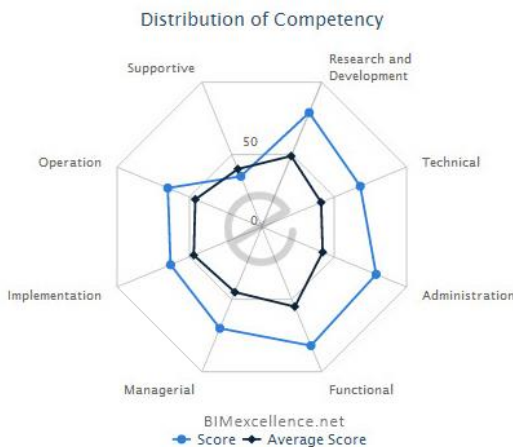 Distribution of Competency
Research and
Development
Supportive
50
Operation
Technical
0
Implementation
Administration
Managerial
Functional
BIMexcellence.net
Score
Average Score